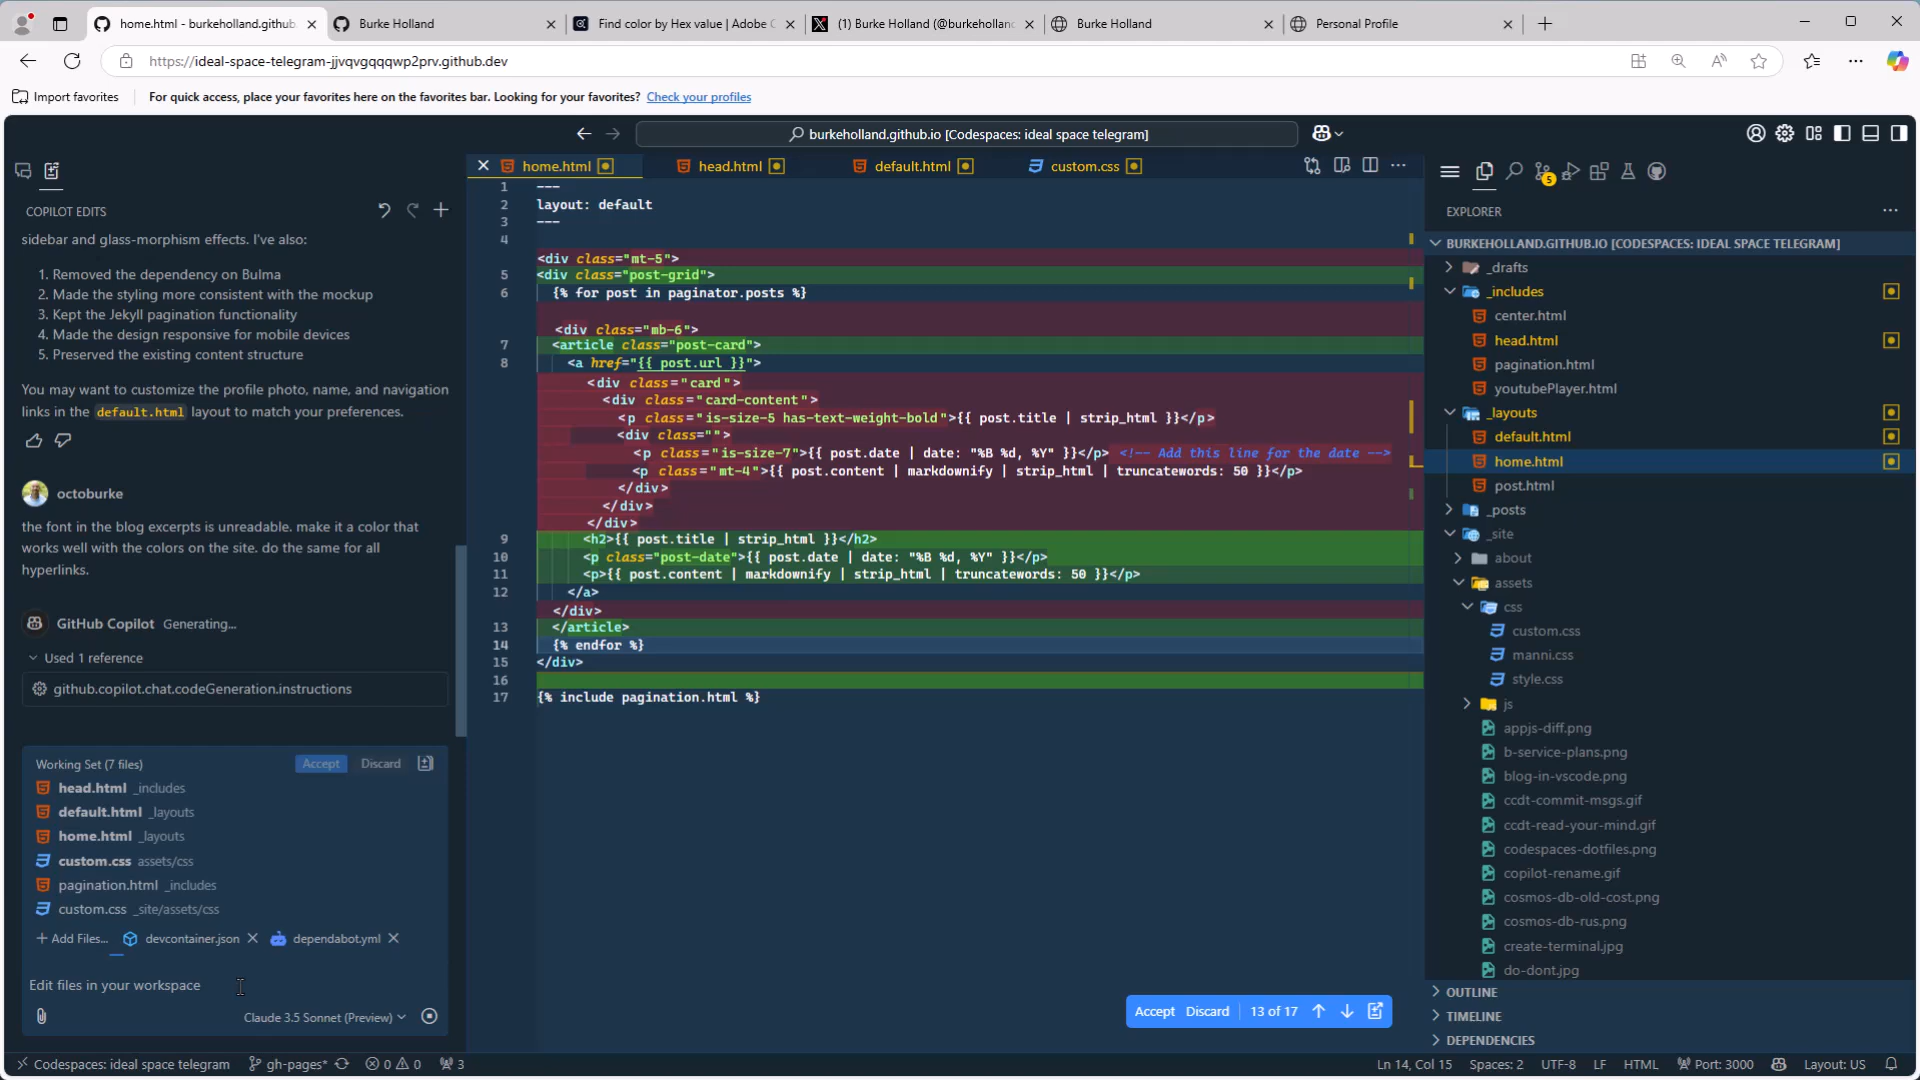 home.html - burkeholland.github.
Burke Holland
Find color by Hex value | Adobe C
(1) Burke Holland (@burkehollan
Burke Holland
Personal Profile
https://ideal-space-telegram-jjvqvgqqqwp2prv.github.dev
Import favorites
For quick access, place your favorites here on the favorites bar. Looking for your favorites? Check your profiles
burkeholland.github.io [Codespaces: ideal space telegram]
COPILOT EDITS
sidebar and glass-morphism effects. I've also:
1. Removed the dependency on Bulma
2. Made the styling more consistent with the mockup
3. Kept the Jekyll pagination functionality
4. Made the design responsive for mobile devices
5. Preserved the existing content structure
You may want to customize the profile photo, name, and navigation
links in the default.html layout to match your preferences.
octoburke
the font in the blog excerpts is unreadable. make it a color that
works well with the colors on the site. do the same for all
hyperlinks.
GitHub Copilot Generating...
Used 1 reference
github.copilot.chat.codeGeneration.instructions
Working Set (7 files)
Accept
Discard
head.html _includes
default.html _layouts
home.html _layouts
custom.css assets/css
pagination.html _includes
custom.css _site/assets/css
+ Add Files...
devcontainer.json
dependabot.yml
Edit files in your workspace
Claude 3.5 Sonnet (Preview)
home.html
head.html
default.html
custom.css
1 ---
2 layout: default
3 ---
4
<div class="mt-5">
5 <div class="post-grid">
6 {% for post in paginator.posts %}
<div class="mb-6">
7 <article class="post-card">
8 <a href="{{ post.url }}">
<div class="card">
<div class="card-content">
<p class="is-size-5 has-text-weight-bold">{{ post.title | strip_html }}</p>
<div class="">
<p class="is-size-7">{{ post.date | date: "%B %d, %Y" }}</p> <!-- Add this line for the date -->
<p class="mt-4">{{ post.content | markdownify | strip_html | truncatewords: 50 }}</p>
</div>
</div>
</div>
9 <h2>{{ post.title | strip_html }}</h2>
10 <p class="post-date">{{ post.date | date: "%B %d, %Y" }}</p>
11 <p>{{ post.content | markdownify | strip_html | truncatewords: 50 }}</p>
12 </a>
</div>
13 </article>
14 {% endfor %}
15 </div>
16
17 {% include pagination.html %}
Accept
Discard
13 of 17
5
EXPLORER
BURKEHOLLAND.GITHUB.IO [CODESPACES: IDEAL SPACE TELEGRAM]
_drafts
_includes
center.html
head.html
pagination.html
youtubePlayer.html
_layouts
default.html
home.html
post.html
_posts
_site
about
assets
css
custom.css
manni.css
style.css
js
appjs-diff.png
b-service-plans.png
blog-in-vscode.png
ccdt-commit-msgs.gif
ccdt-read-your-mind.gif
codespaces-dotfiles.png
copilot-rename.gif
cosmos-db-old-cost.png
cosmos-db-rus.png
create-terminal.jpg
do-dont.jpg
OUTLINE
TIMELINE
DEPENDENCIES
Codespaces: ideal space telegram
gh-pages*
0
0
3
Ln 14, Col 15
Spaces: 2
UTF-8
LF
HTML
Port: 3000
Layout: US